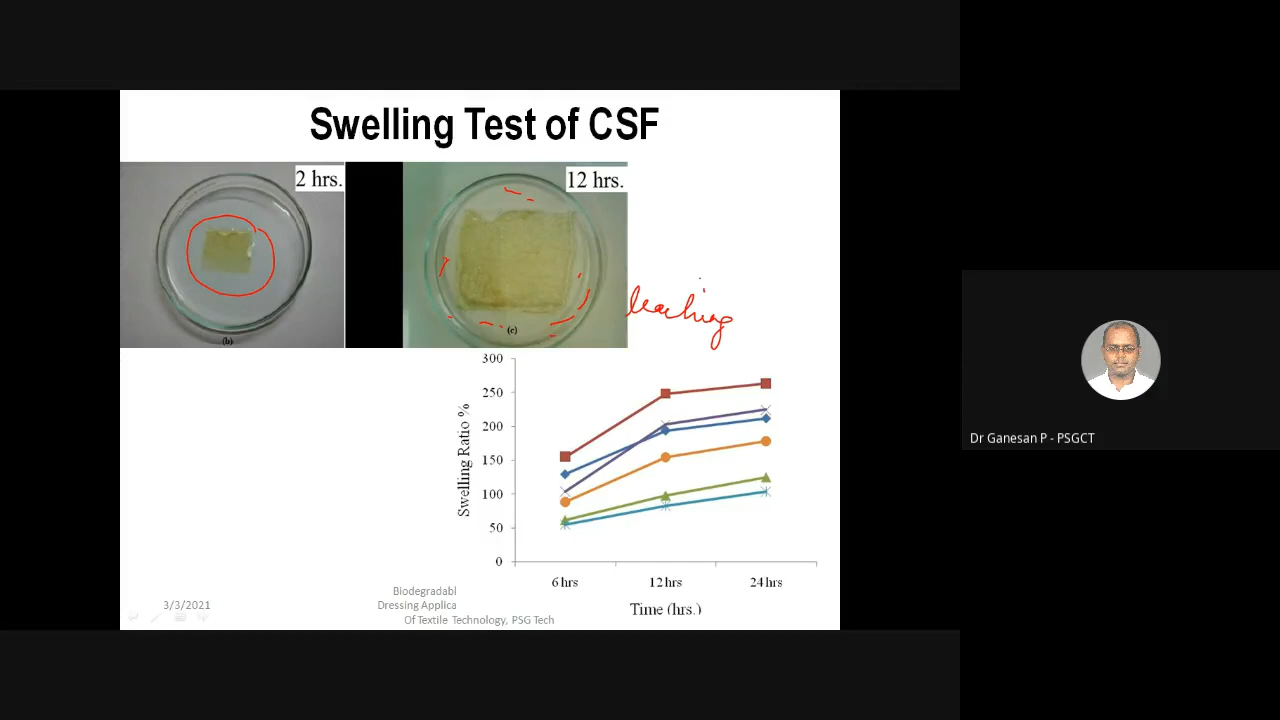 Swelling Test of CSF
2 hrs.
12 hrs.
(b)
(c)
leaching
300
250
200
150
100
50
0
Swelling Ratio %
6 hrs
12 hrs
24 hrs
Time (hrs.)
3/3/2021
Biodegradabl
Dressing Applica
Of Textile Technology, PSG Tech
Dr Ganesan P - PSGCT